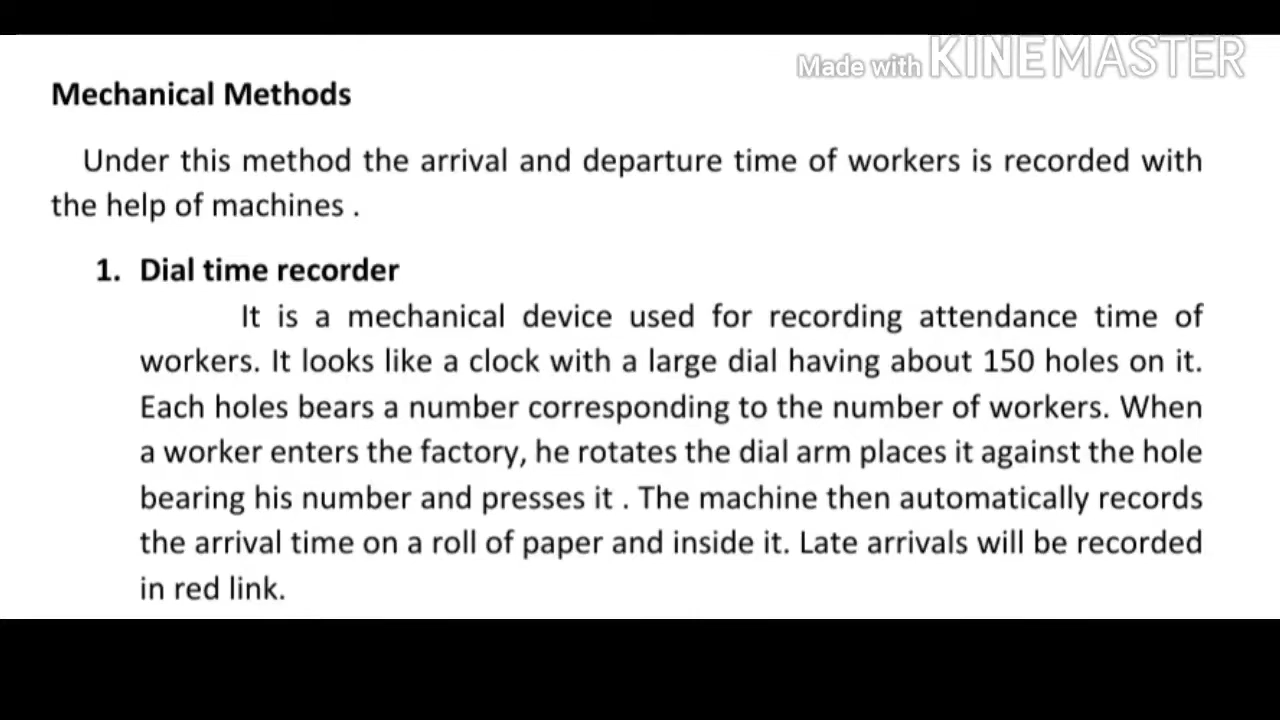 Made with KINEMASTER
Mechanical Methods
Under this method the arrival and departure time of workers is recorded with
the help of machines .
1. Dial time recorder
It is a mechanical device used for recording attendance time of
workers. It looks like a clock with a large dial having about 150 holes on it.
Each holes bears a number corresponding to the number of workers. When
a worker enters the factory, he rotates the dial arm places it against the hole
bearing his number and presses it . The machine then automatically records
the arrival time on a roll of paper and inside it. Late arrivals will be recorded
in red link.